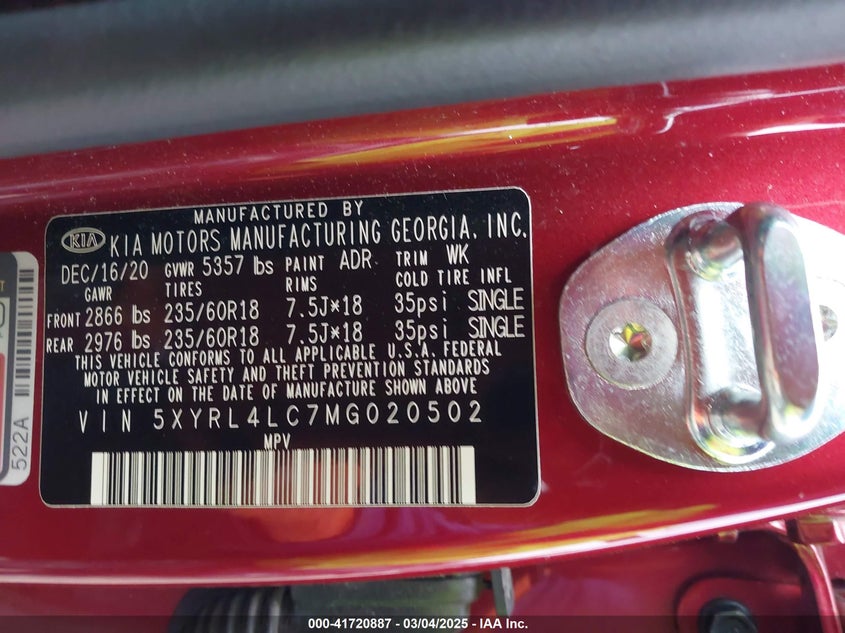 MANUFACTURED BY
KIA KIA MOTORS MANUFACTURING GEORGIA, INC.
DEC/16/20 GVWR 5357 lbs PAINT ADR TRIM WK
GAWR TIRES RIMS COLD TIRE INFL
FRONT 2866 lbs 235/60R18 7.5J×18 35psi SINGLE
REAR 2976 lbs 235/60R18 7.5J×18 35psi SINGLE
THIS VEHICLE CONFORMS TO ALL APPLICABLE U.S.A. FEDERAL
MOTOR VEHICLE SAFETY AND THEFT PREVENTION STANDARDS
IN EFFECT ON THE DATE OF MANUFACTURE SHOWN ABOVE
VIN 5XYRL4LC7MG020502
MPV
522A
000-41720887 - 03/04/2025 - © IAA Inc.